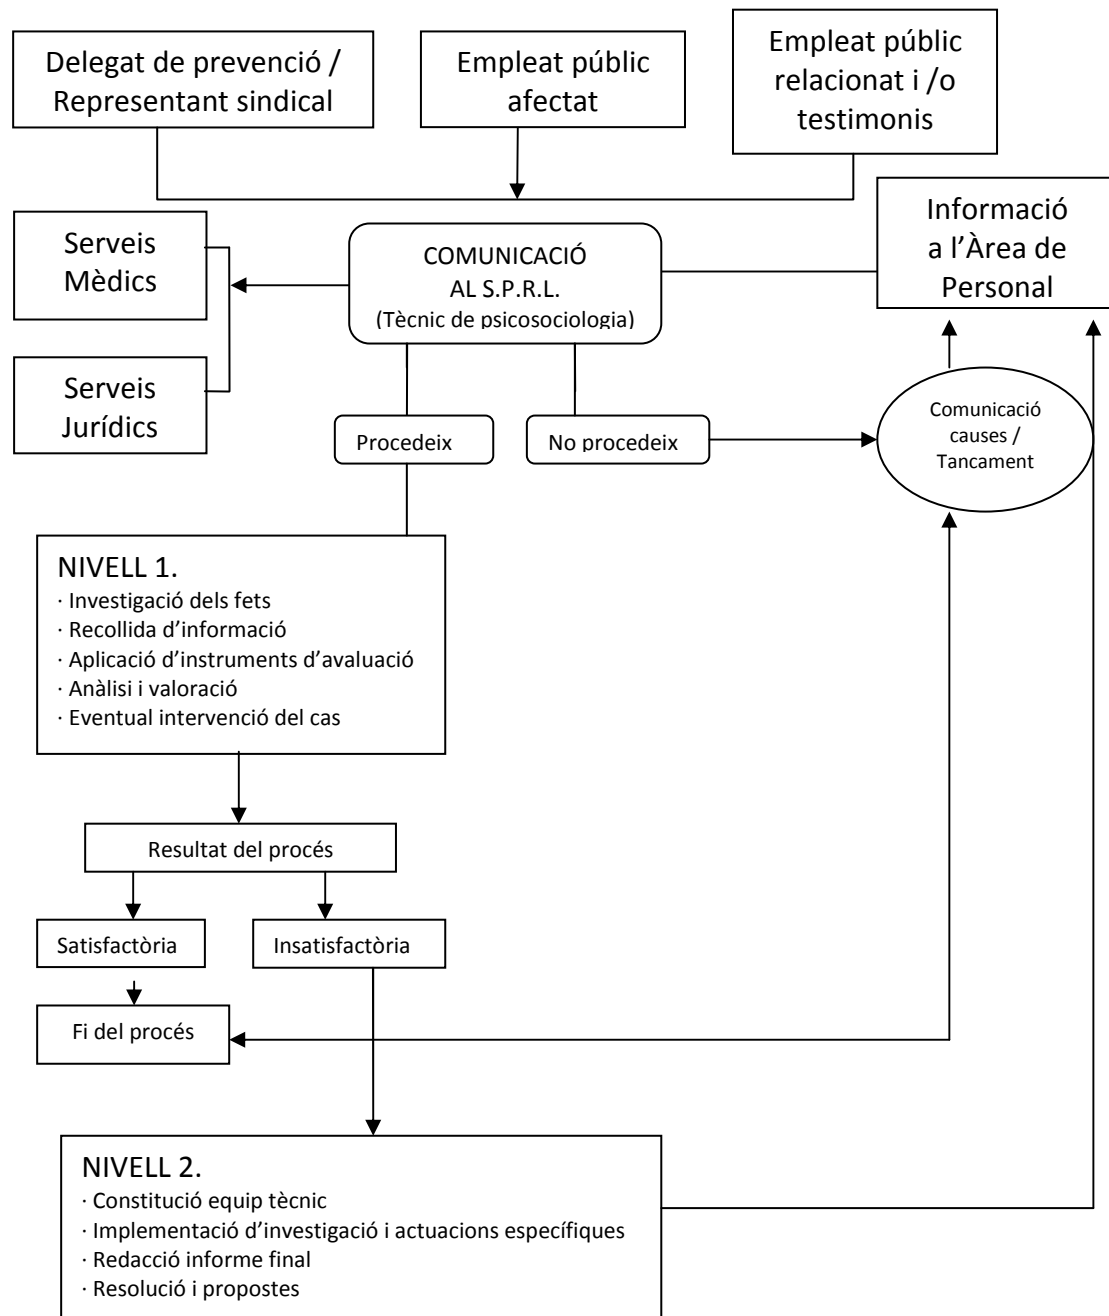 Delegat de prevenció /
Representant sindical
Empleat públic
afectat
Empleat públic
relacionat i /o
testimonis
Serveis
Mèdics
COMUNICACIÓ
AL S.P.R.L.
(Tècnic de psicosociologia)
Informació
a l’Àrea de
Personal
Serveis
Jurídics
Procedeix
No procedeix
Comunicació
causes /
Tancament
NIVELL 1.
· Investigació dels fets
· Recollida d’informació
· Aplicació d’instruments d’avaluació
· Anàlisi i valoració
· Eventual intervenció del cas
Resultat del procés
Satisfactòria
Insatisfactòria
Fi del procés
NIVELL 2.
· Constitució equip tècnic
· Implementació d’investigació i actuacions específiques
· Redacció informe final
· Resolució i propostes